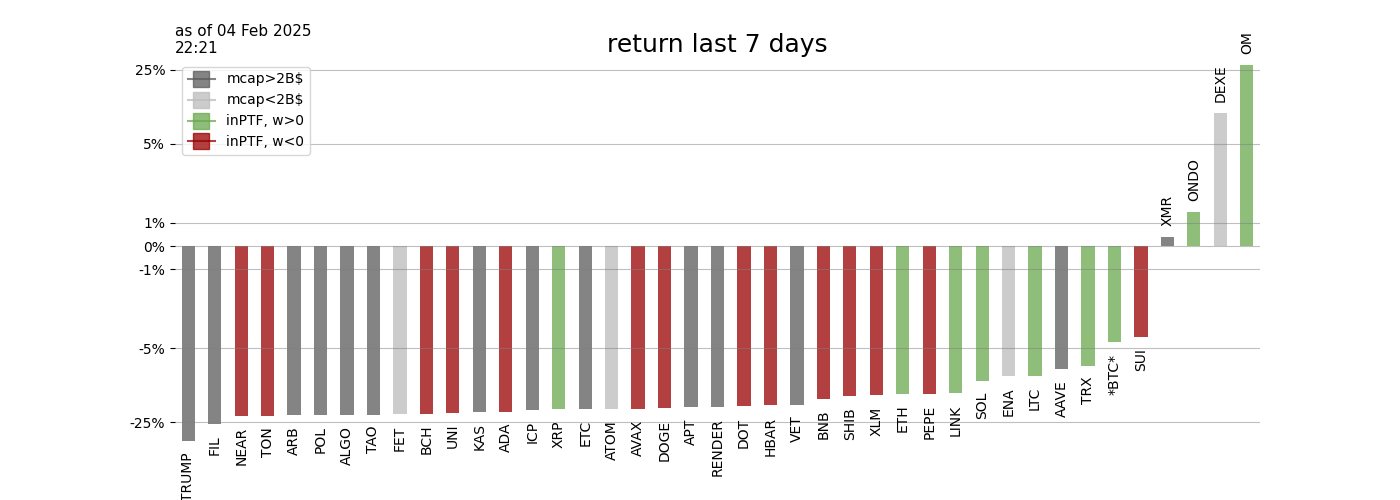 as of 04 Feb 2025
22:21
return last 7 days
mcap>2B$
mcap<2B$
inPTF, w>0
inPTF, w<0
25%
5%
1%
0%
-1%
-5%
-25%
TRUMP
FIL
NEAR
TON
ARB
POL
ALGO
TAO
FET
BCH
UNI
KAS
ADA
ICP
XRP
ETC
ATOM
AVAX
DOGE
APT
RENDER
DOT
HBAR
VET
BNB
SHIB
XLM
ETH
PEPE
LINK
SOL
ENA
LTC
AAVE
TRX
*BTC*
SUI
XMR
ONDO
DEXE
OM